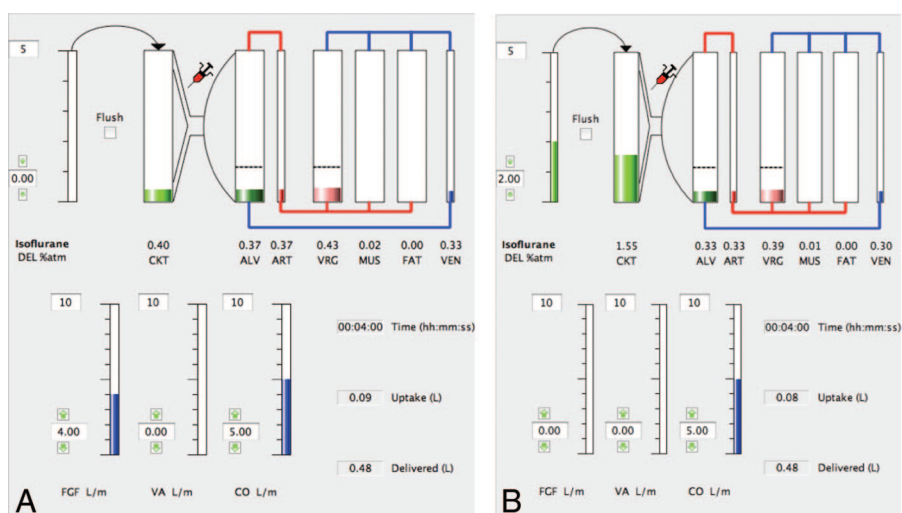 5
Flush
0.00
Isoflurane
DEL %atm
0.40 0.37 0.37 0.43 0.02 0.00 0.33
CKT ALV ART VRG MUS FAT VEN
10 10 10
00:04:00 Time (hh:mm:ss)
0.09 Uptake (L)
4.00 0.00 5.00
0.48 Delivered (L)
FGF L/m VA L/m CO L/m
A
5
Flush
2.00
Isoflurane
DEL %atm
1.55 0.33 0.33 0.39 0.01 0.00 0.30
CKT ALV ART VRG MUS FAT VEN
10 10 10
00:04:00 Time (hh:mm:ss)
0.08 Uptake (L)
0.00 0.00 5.00
0.48 Delivered (L)
FGF L/m VA L/m CO L/m
B